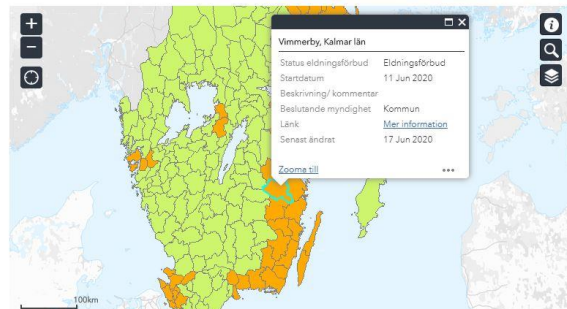 +
−
Vimmerby, Kalmar län
Status eldningsförbud Eldningsförbud
Startdatum 11 Jun 2020
Beskrivning/ kommentar
Beslutande myndighet Kommun
Länk Mer information
Senast ändrat 17 Jun 2020
Zooma till •••
100km